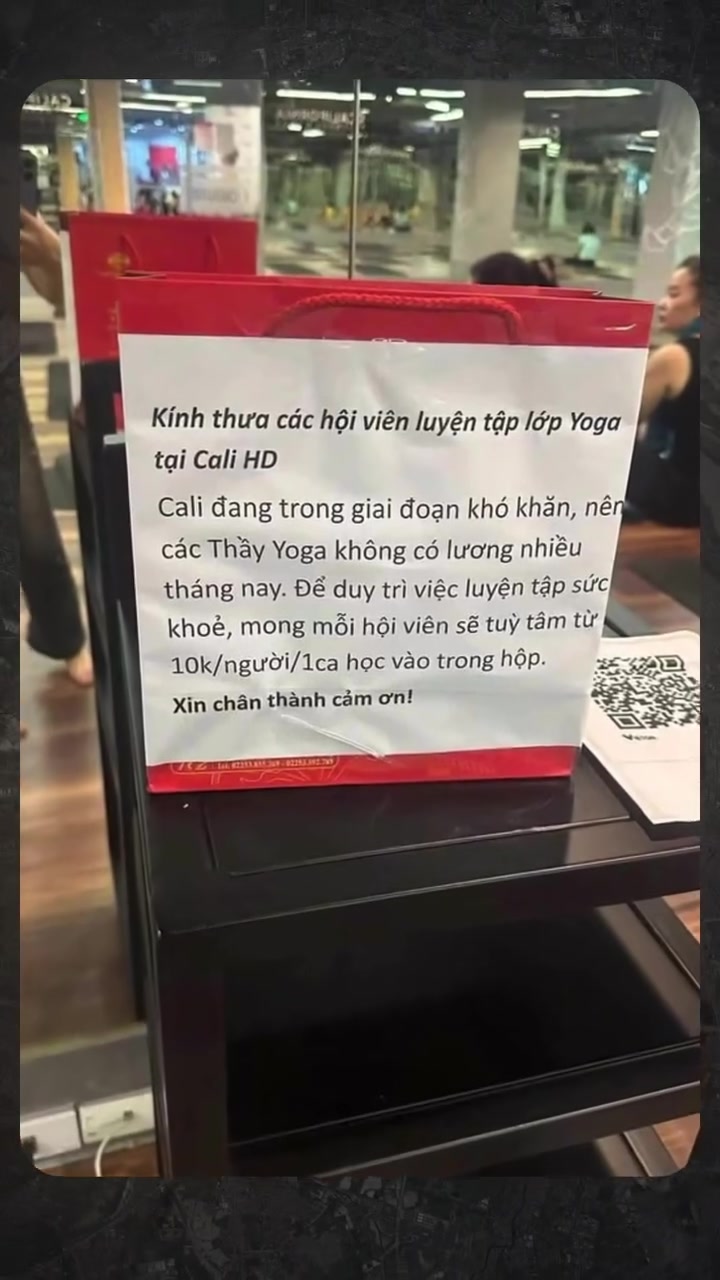 CALIFORNIA
Kính thưa các hội viên luyện tập lớp Yoga
tại Cali HD
Cali đang trong giai đoạn khó khăn, nên
các Thầy Yoga không có lương nhiều
tháng nay. Để duy trì việc luyện tập sức
khoẻ, mong mỗi hội viên sẽ tuỳ tâm từ
10k/người/1ca học vào trong hộp.
Xin chân thành cảm ơn!